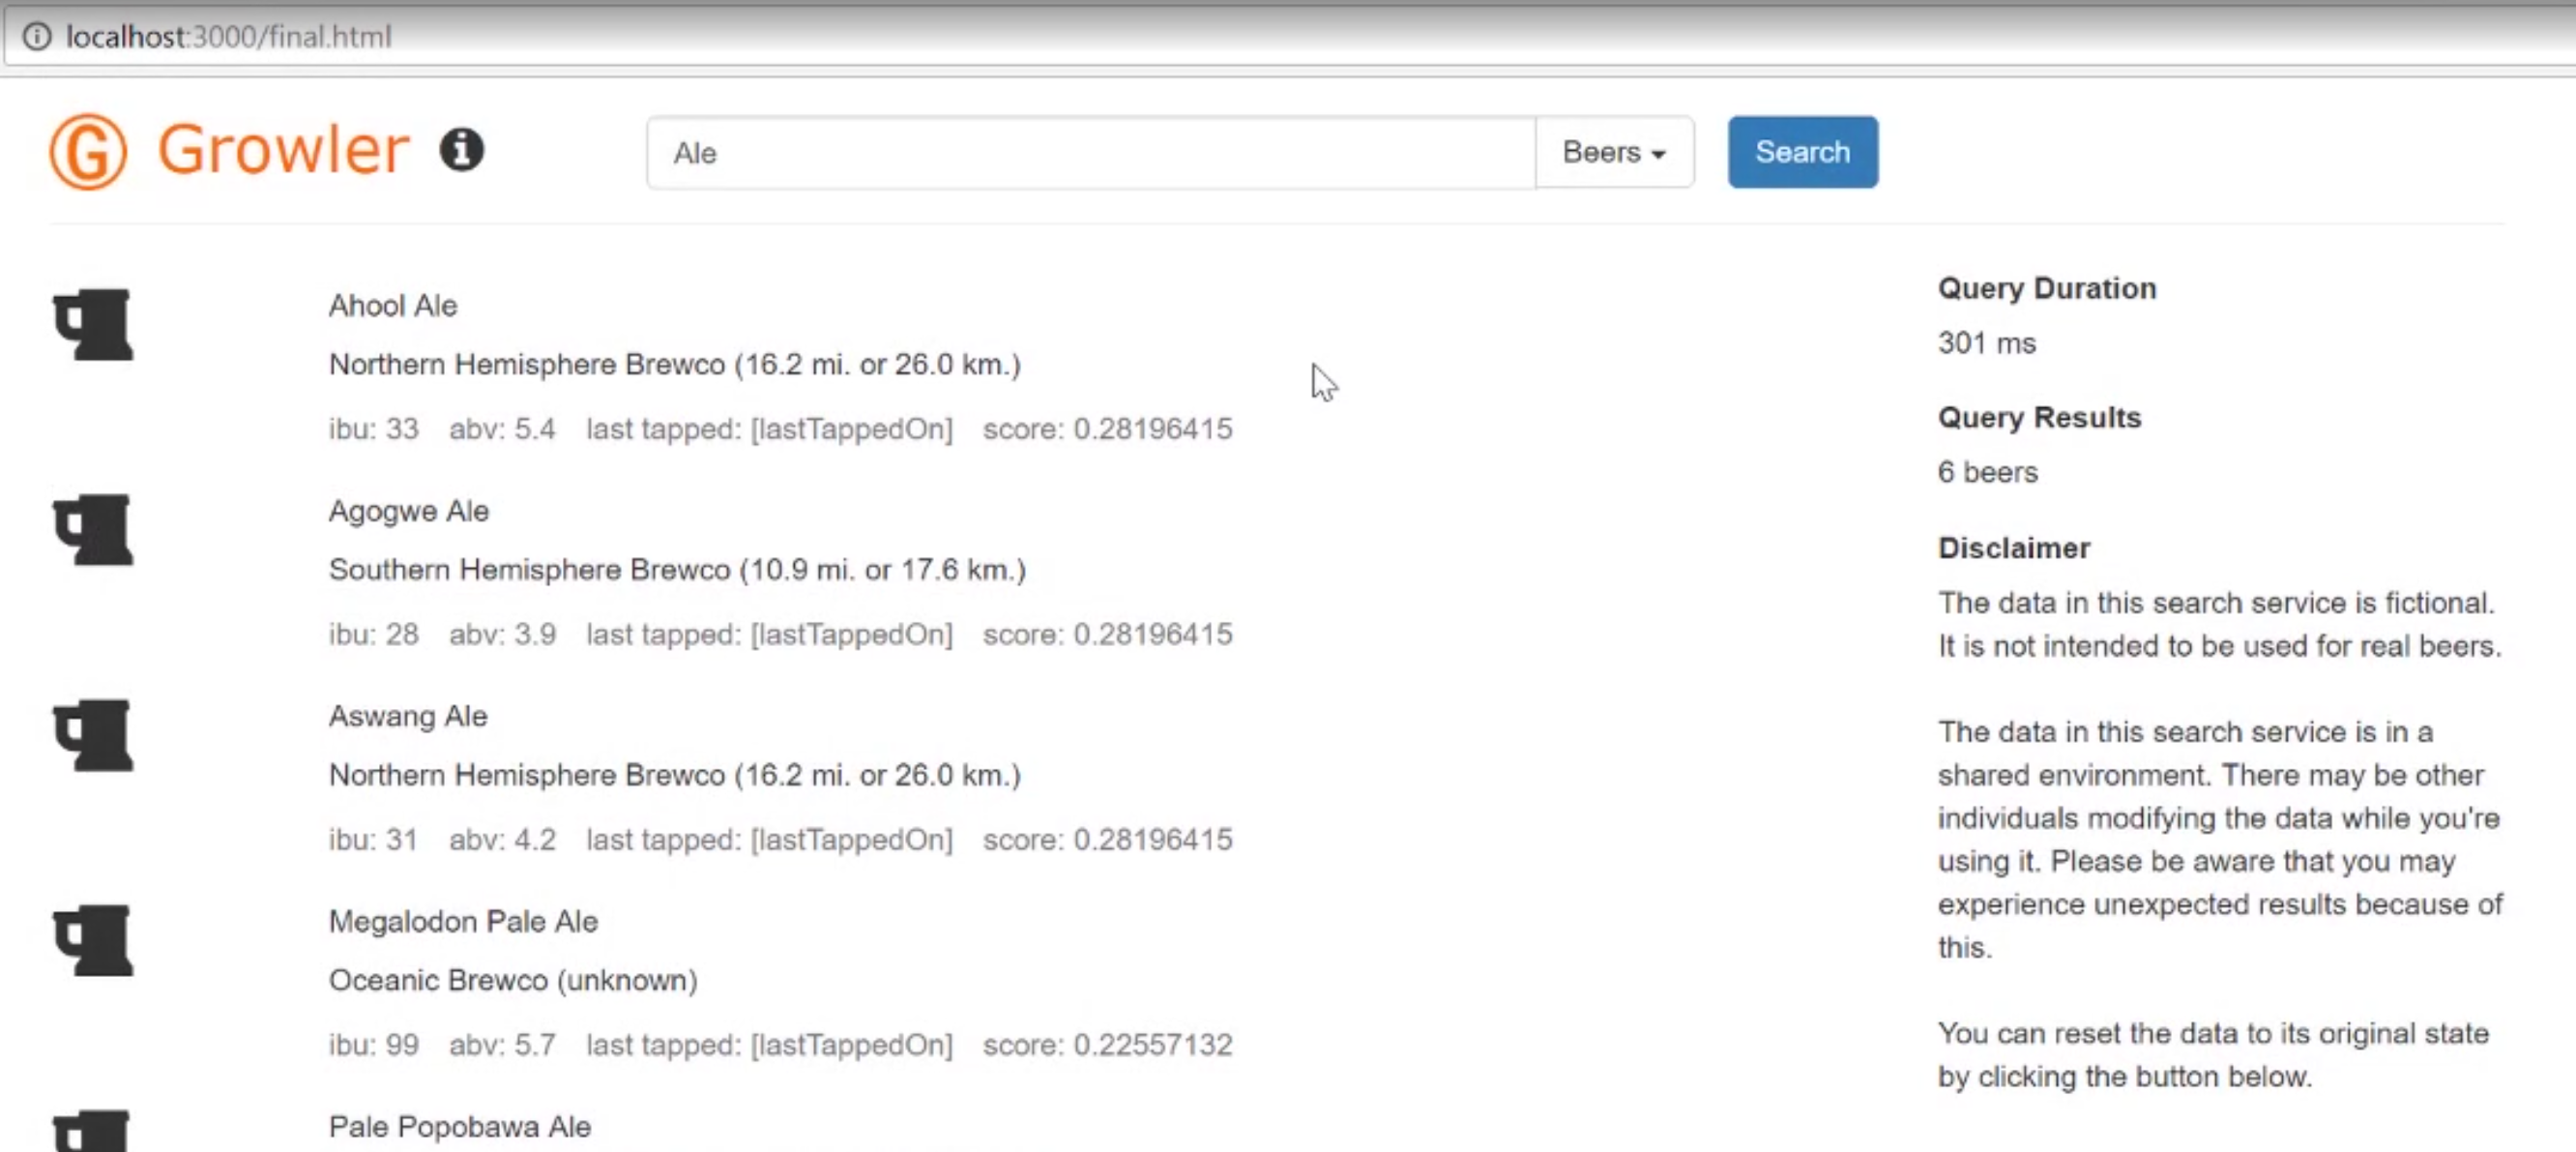 localhost:3000/final.html
G Growler
Ale
Beers
Search
Ahool Ale
Northern Hemisphere Brewco (16.2 mi. or 26.0 km.)
ibu: 33 abv: 5.4 last tapped: [lastTappedOn] score: 0.28196415
Agogwe Ale
Southern Hemisphere Brewco (10.9 mi. or 17.6 km.)
ibu: 28 abv: 3.9 last tapped: [lastTappedOn] score: 0.28196415
Aswang Ale
Northern Hemisphere Brewco (16.2 mi. or 26.0 km.)
ibu: 31 abv: 4.2 last tapped: [lastTappedOn] score: 0.28196415
Megalodon Pale Ale
Oceanic Brewco (unknown)
ibu: 99 abv: 5.7 last tapped: [lastTappedOn] score: 0.22557132
Pale Popobawa Ale
Query Duration
301 ms
Query Results
6 beers
Disclaimer
The data in this search service is fictional.
It is not intended to be used for real beers.
The data in this search service is in a
shared environment. There may be other
individuals modifying the data while you're
using it. Please be aware that you may
experience unexpected results because of
this.
You can reset the data to its original state
by clicking the button below.